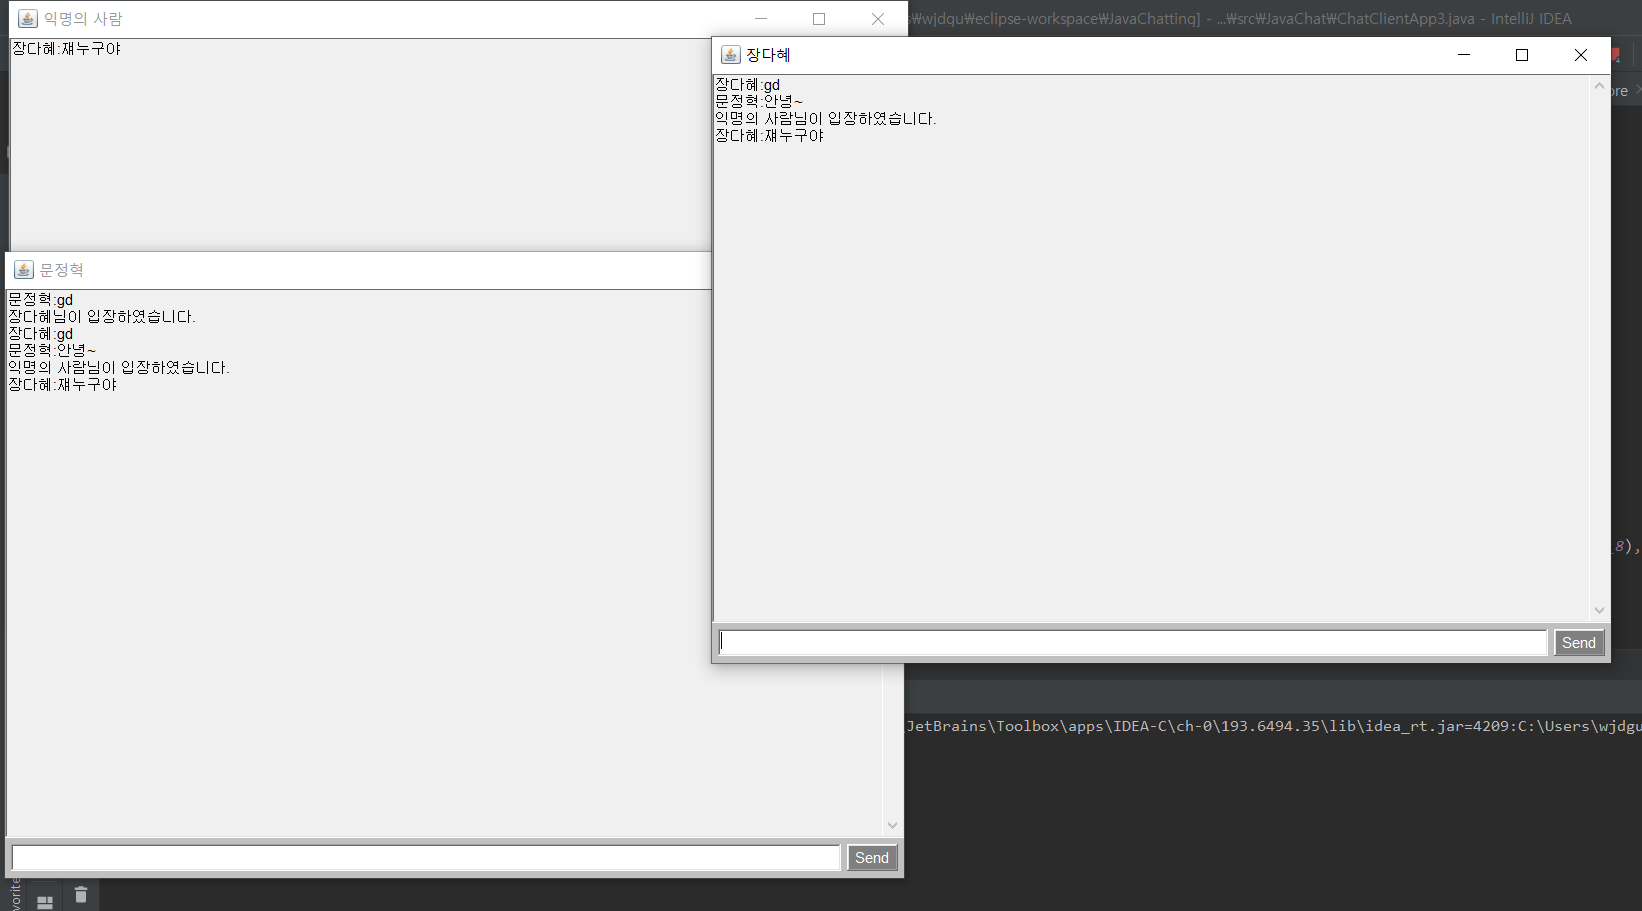 익명의 사람
장다혜:쟤누구야
s₩wjdgu₩eclipse-workspace₩JavaChatting] - ...₩src₩JavaChat₩ChatClientApp3.java - IntelliJ IDEA
장다혜
장다혜:gd
문정혁:안녕~
익명의 사람님이 입장하였습니다.
장다혜:쟤누구야
Send
ore
문정혁
문정혁:gd
장다혜님이 입장하였습니다.
장다혜:gd
문정혁:안녕~
익명의 사람님이 입장하였습니다.
장다혜:쟤누구야
Send
_8),
JetBrains\Toolbox\apps\IDEA-C\ch-0\193.6494.35\lib\idea_rt.jar=4209:C:\Users\wjdgu
vorite